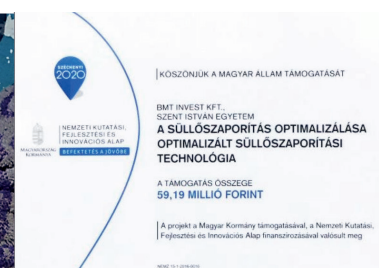 SZÉCHENYI
2020
KÖSZÖNJÜK A MAGYAR ÁLLAM TÁMOGATÁSÁT
BMT INVEST KFT.,
SZENT ISTVÁN EGYETEM
A SÜLLŐSZAPORÍTÁS OPTIMALIZÁLÁSA
OPTIMALIZÁLT SÜLLŐSZAPORÍTÁSI
TECHNOLÓGIA
MAGYARORSZÁG
KORMÁNYA
NEMZETI KUTATÁSI,
FEJLESZTÉSI ÉS
INNOVÁCIÓS ALAP
BEFEKTETÉS A JÖVŐBE
A TÁMOGATÁS ÖSSZEGE
59,19 MILLIÓ FORINT
A projekt a Magyar Kormány támogatásával, a Nemzeti Kutatási,
Fejlesztési és Innovációs Alap finanszírozásával valósult meg